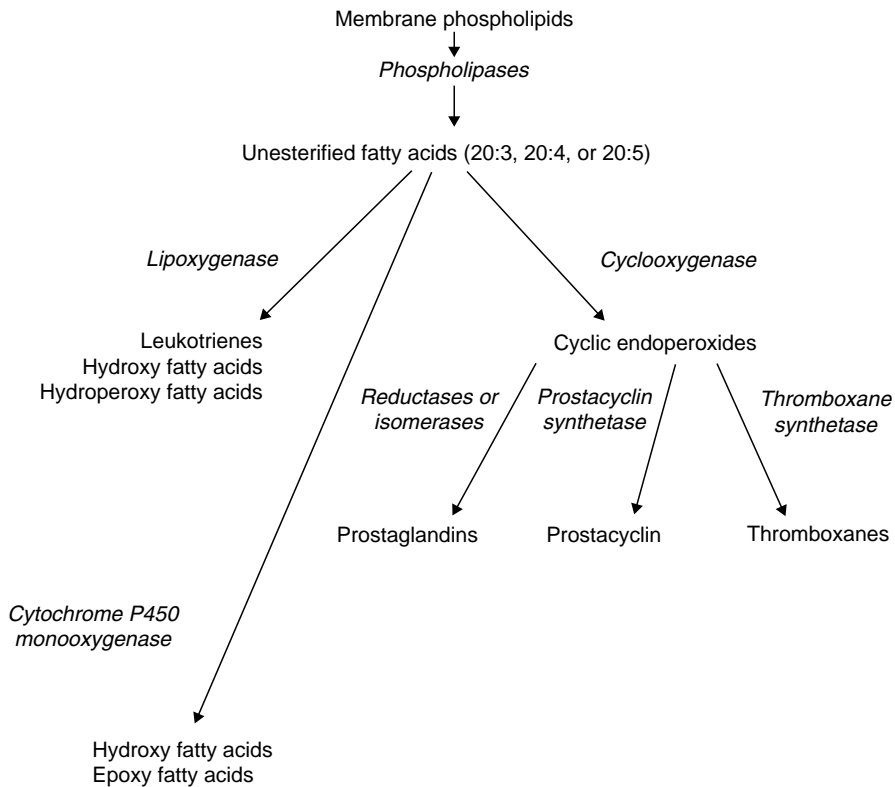 Membrane phospholipids
Phospholipases
Unesterified fatty acids (20:3, 20:4, or 20:5)
Lipoxygenase
Cyclooxygenase
Leukotrienes
Hydroxy fatty acids
Hydroperoxy fatty acids
Cyclic endoperoxides
Reductases or
isomerases
Prostacyclin
synthetase
Thromboxane
synthetase
Prostaglandins
Prostacyclin
Thromboxanes
Cytochrome P450
monooxygenase
Hydroxy fatty acids
Epoxy fatty acids